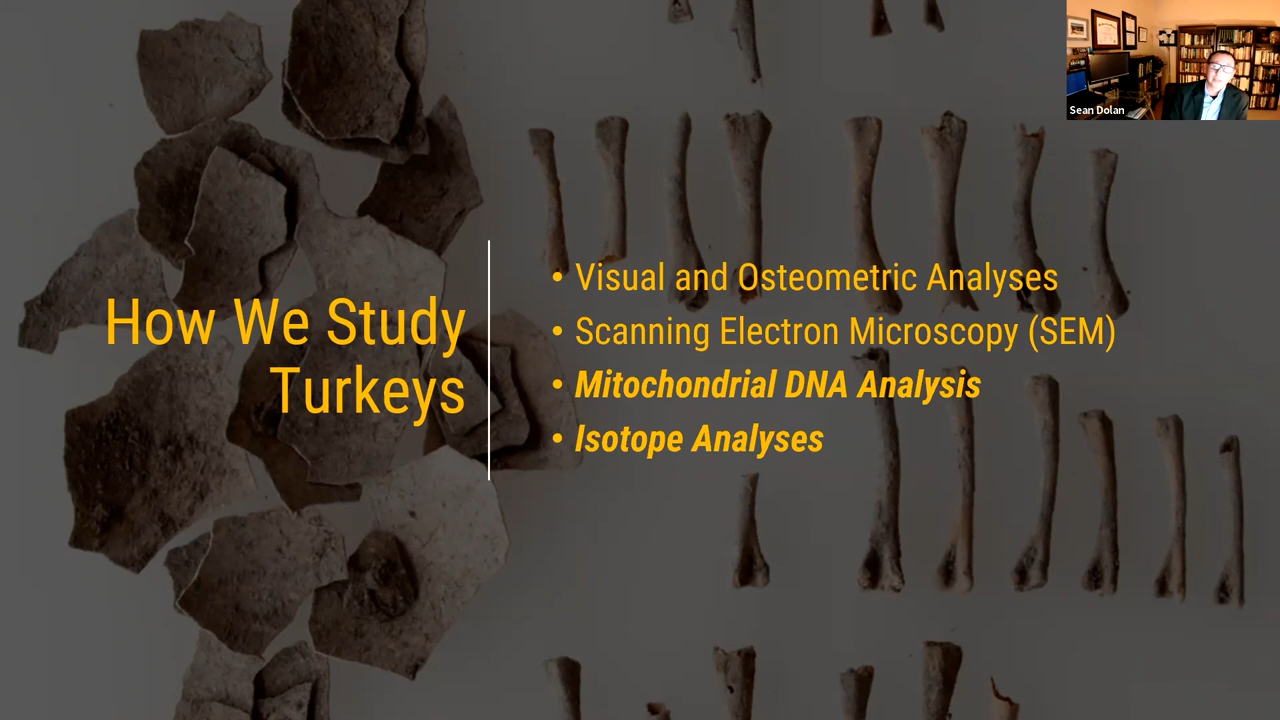 Sean Dolan
How We Study
Turkeys
• Visual and Osteometric Analyses
• Scanning Electron Microscopy (SEM)
• Mitochondrial DNA Analysis
• Isotope Analyses